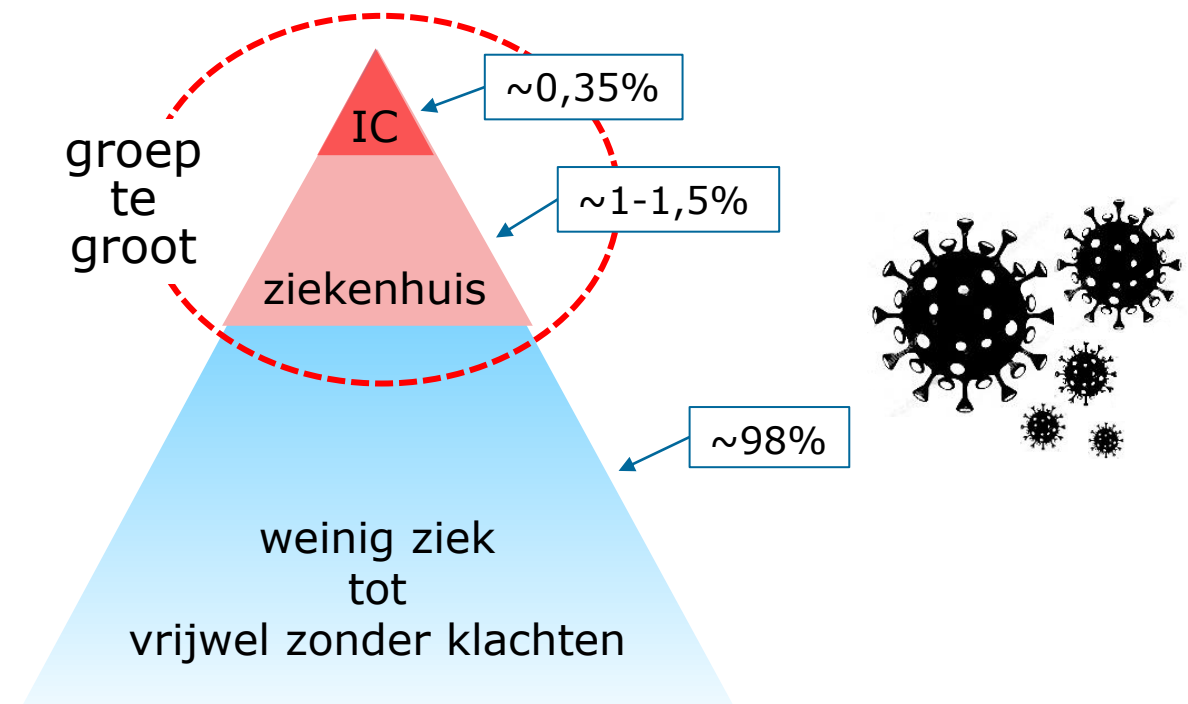 ~0,35%
IC
groep
te
groot
~1-1,5%
ziekenhuis
~98%
weinig ziek
tot
vrijwel zonder klachten